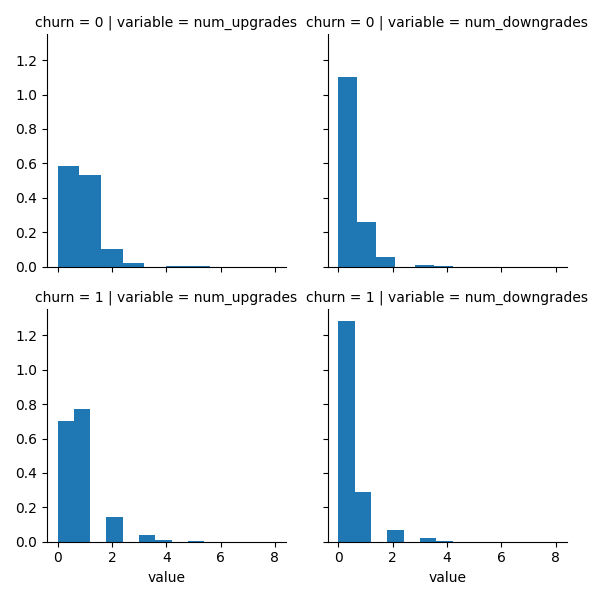 churn = 0 | variable = num_upgrades
churn = 0 | variable = num_downgrades
1.2
1.0
0.8
0.6
0.4
0.2
0.0
churn = 1 | variable = num_upgrades
churn = 1 | variable = num_downgrades
1.2
1.0
0.8
0.6
0.4
0.2
0.0
0 2 4 6 8
0 2 4 6 8
value
value